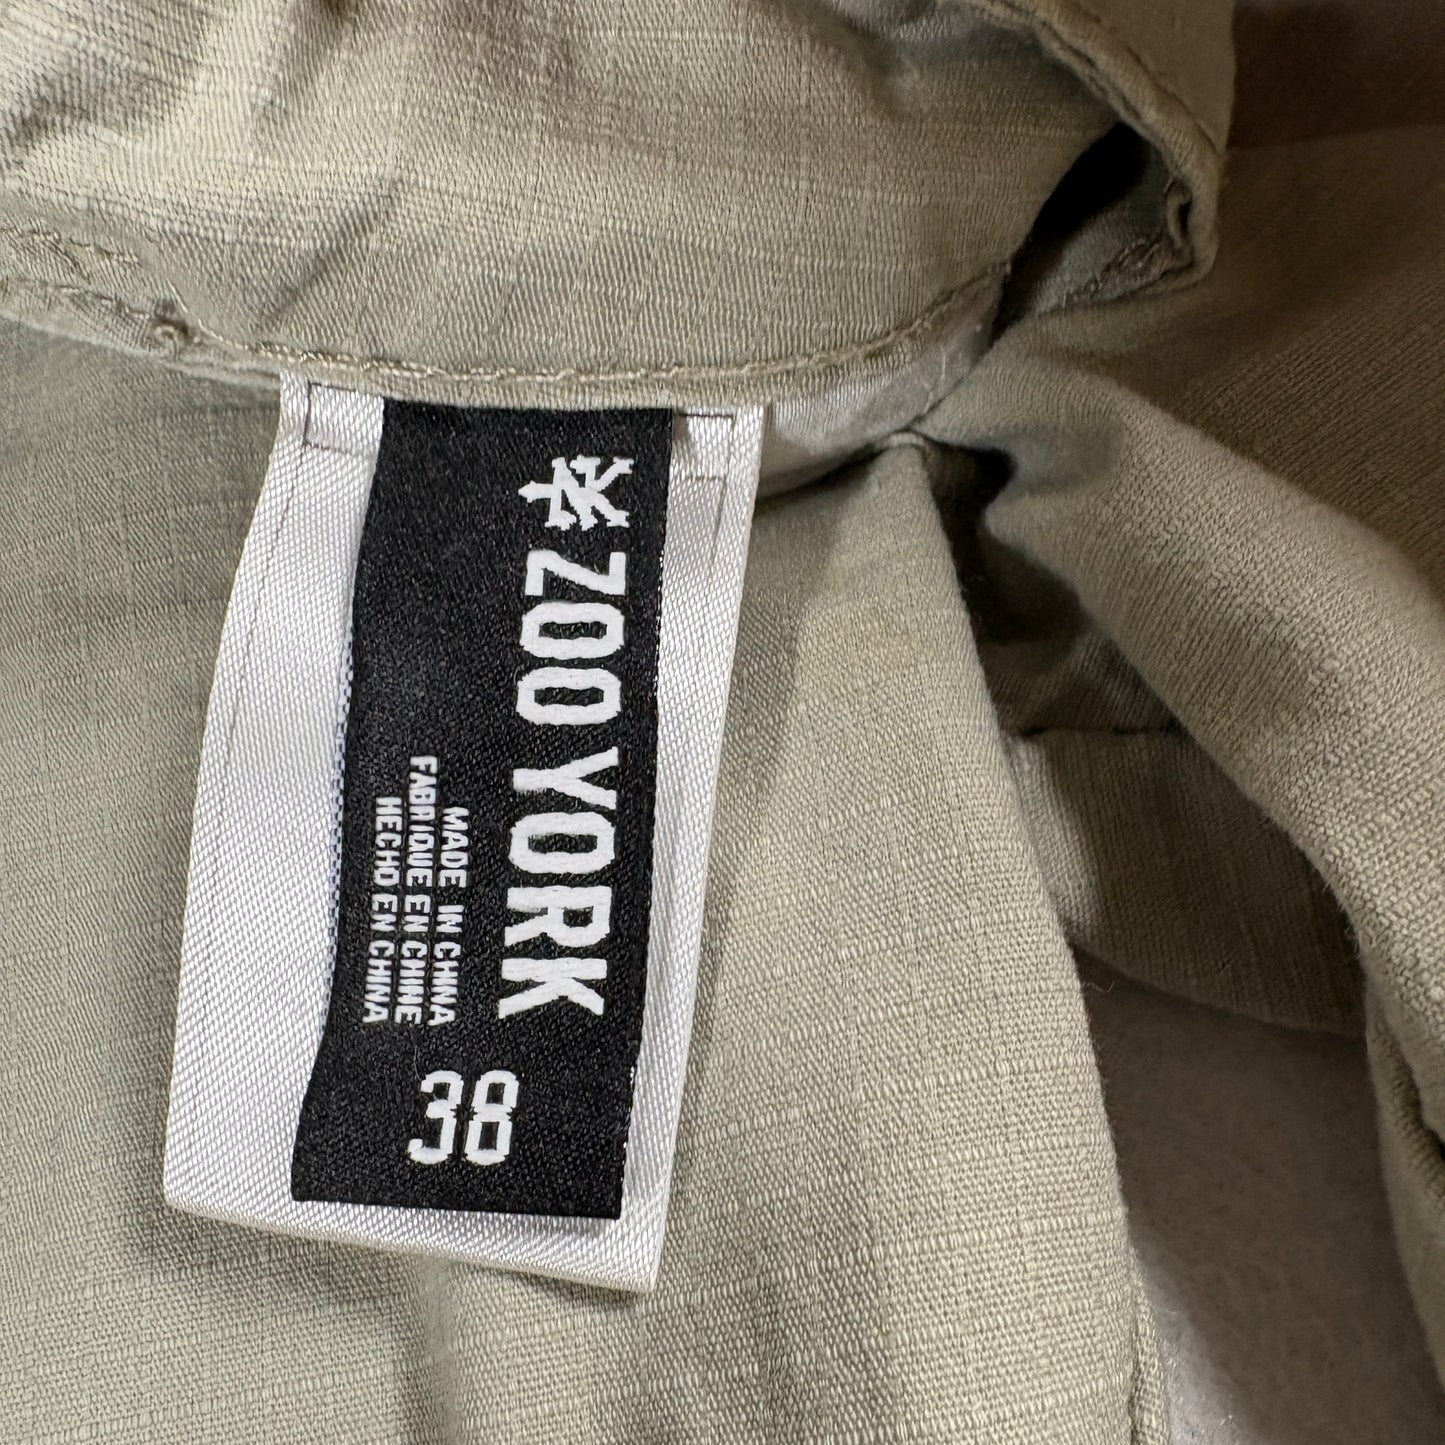 ZOO YORK
MADE IN CHINA
FABRIQUE EN CHINE
HECHO EN CHINA
38